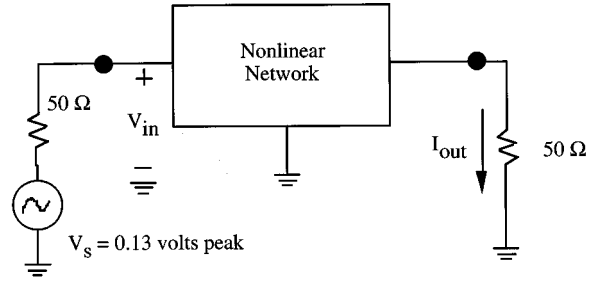 Nonlinear
Network
50 Ω
+
V_in
−
I_out
50 Ω
V_s = 0.13 volts peak